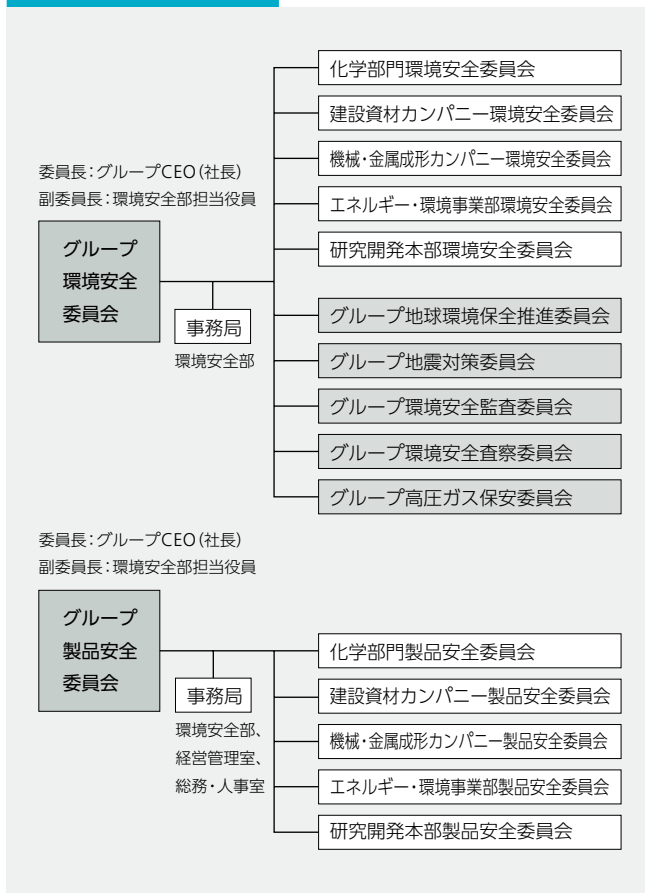 委員長：グループCEO（社長）
副委員長：環境安全部担当役員
グループ
環境安全
委員会
事務局
環境安全部
化学部門環境安全委員会
建設資材カンパニー環境安全委員会
機械・金属成形カンパニー環境安全委員会
エネルギー・環境事業部環境安全委員会
研究開発本部環境安全委員会
グループ地球環境保全推進委員会
グループ地震対策委員会
グループ環境安全監査委員会
グループ環境安全査察委員会
グループ高圧ガス保安委員会
委員長：グループCEO（社長）
副委員長：環境安全部担当役員
グループ
製品安全
委員会
事務局
環境安全部、
経営管理室、
総務・人事室
化学部門製品安全委員会
建設資材カンパニー製品安全委員会
機械・金属成形カンパニー製品安全委員会
エネルギー・環境事業部製品安全委員会
研究開発本部製品安全委員会